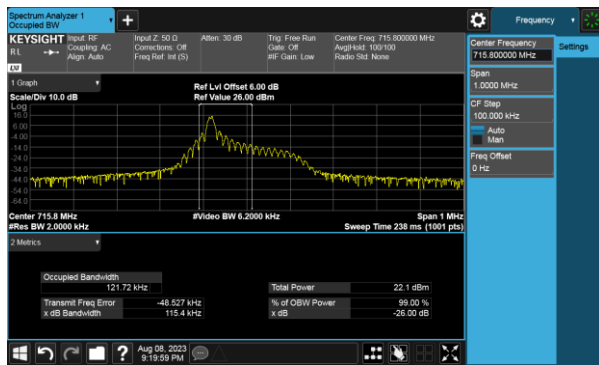 Spectrum Analyzer 1
Occupied BW
+
Frequency
KEYSIGHT Input: RF Input Z: 50 Ω Atten: 30 dB Trig: Free Run Center Freq: 715.800000 MHz
RL Coupling: AC Corrections: Off Gate: Off Avg|Hold: 100/100
Align: Auto Freq Ref: Int (S) #IF Gain: Low Radio Std: None
LXI
Center Frequency
715.800000 MHz
Settings
Span
1.0000 MHz
CF Step
100.000 kHz
Auto
Man
Freq Offset
0 Hz
1 Graph
Ref Lvl Offset 6.00 dB
Scale/Div 10.0 dB Ref Value 26.00 dBm
Log
16.0
6.00
-4.00
-14.0
-24.0
-34.0
-44.0
-54.0
-64.0
Center 715.8 MHz #Video BW 6.2000 kHz Span 1 MHz
#Res BW 2.0000 kHz Sweep Time 238 ms (1001 pts)
2 Metrics
Occupied Bandwidth
121.72 kHz Total Power 22.1 dBm
Transmit Freq Error -48.527 kHz % of OBW Power 99.00 %
x dB Bandwidth 115.4 kHz x dB -26.00 dB
? Aug 08, 2023
9:19:59 PM